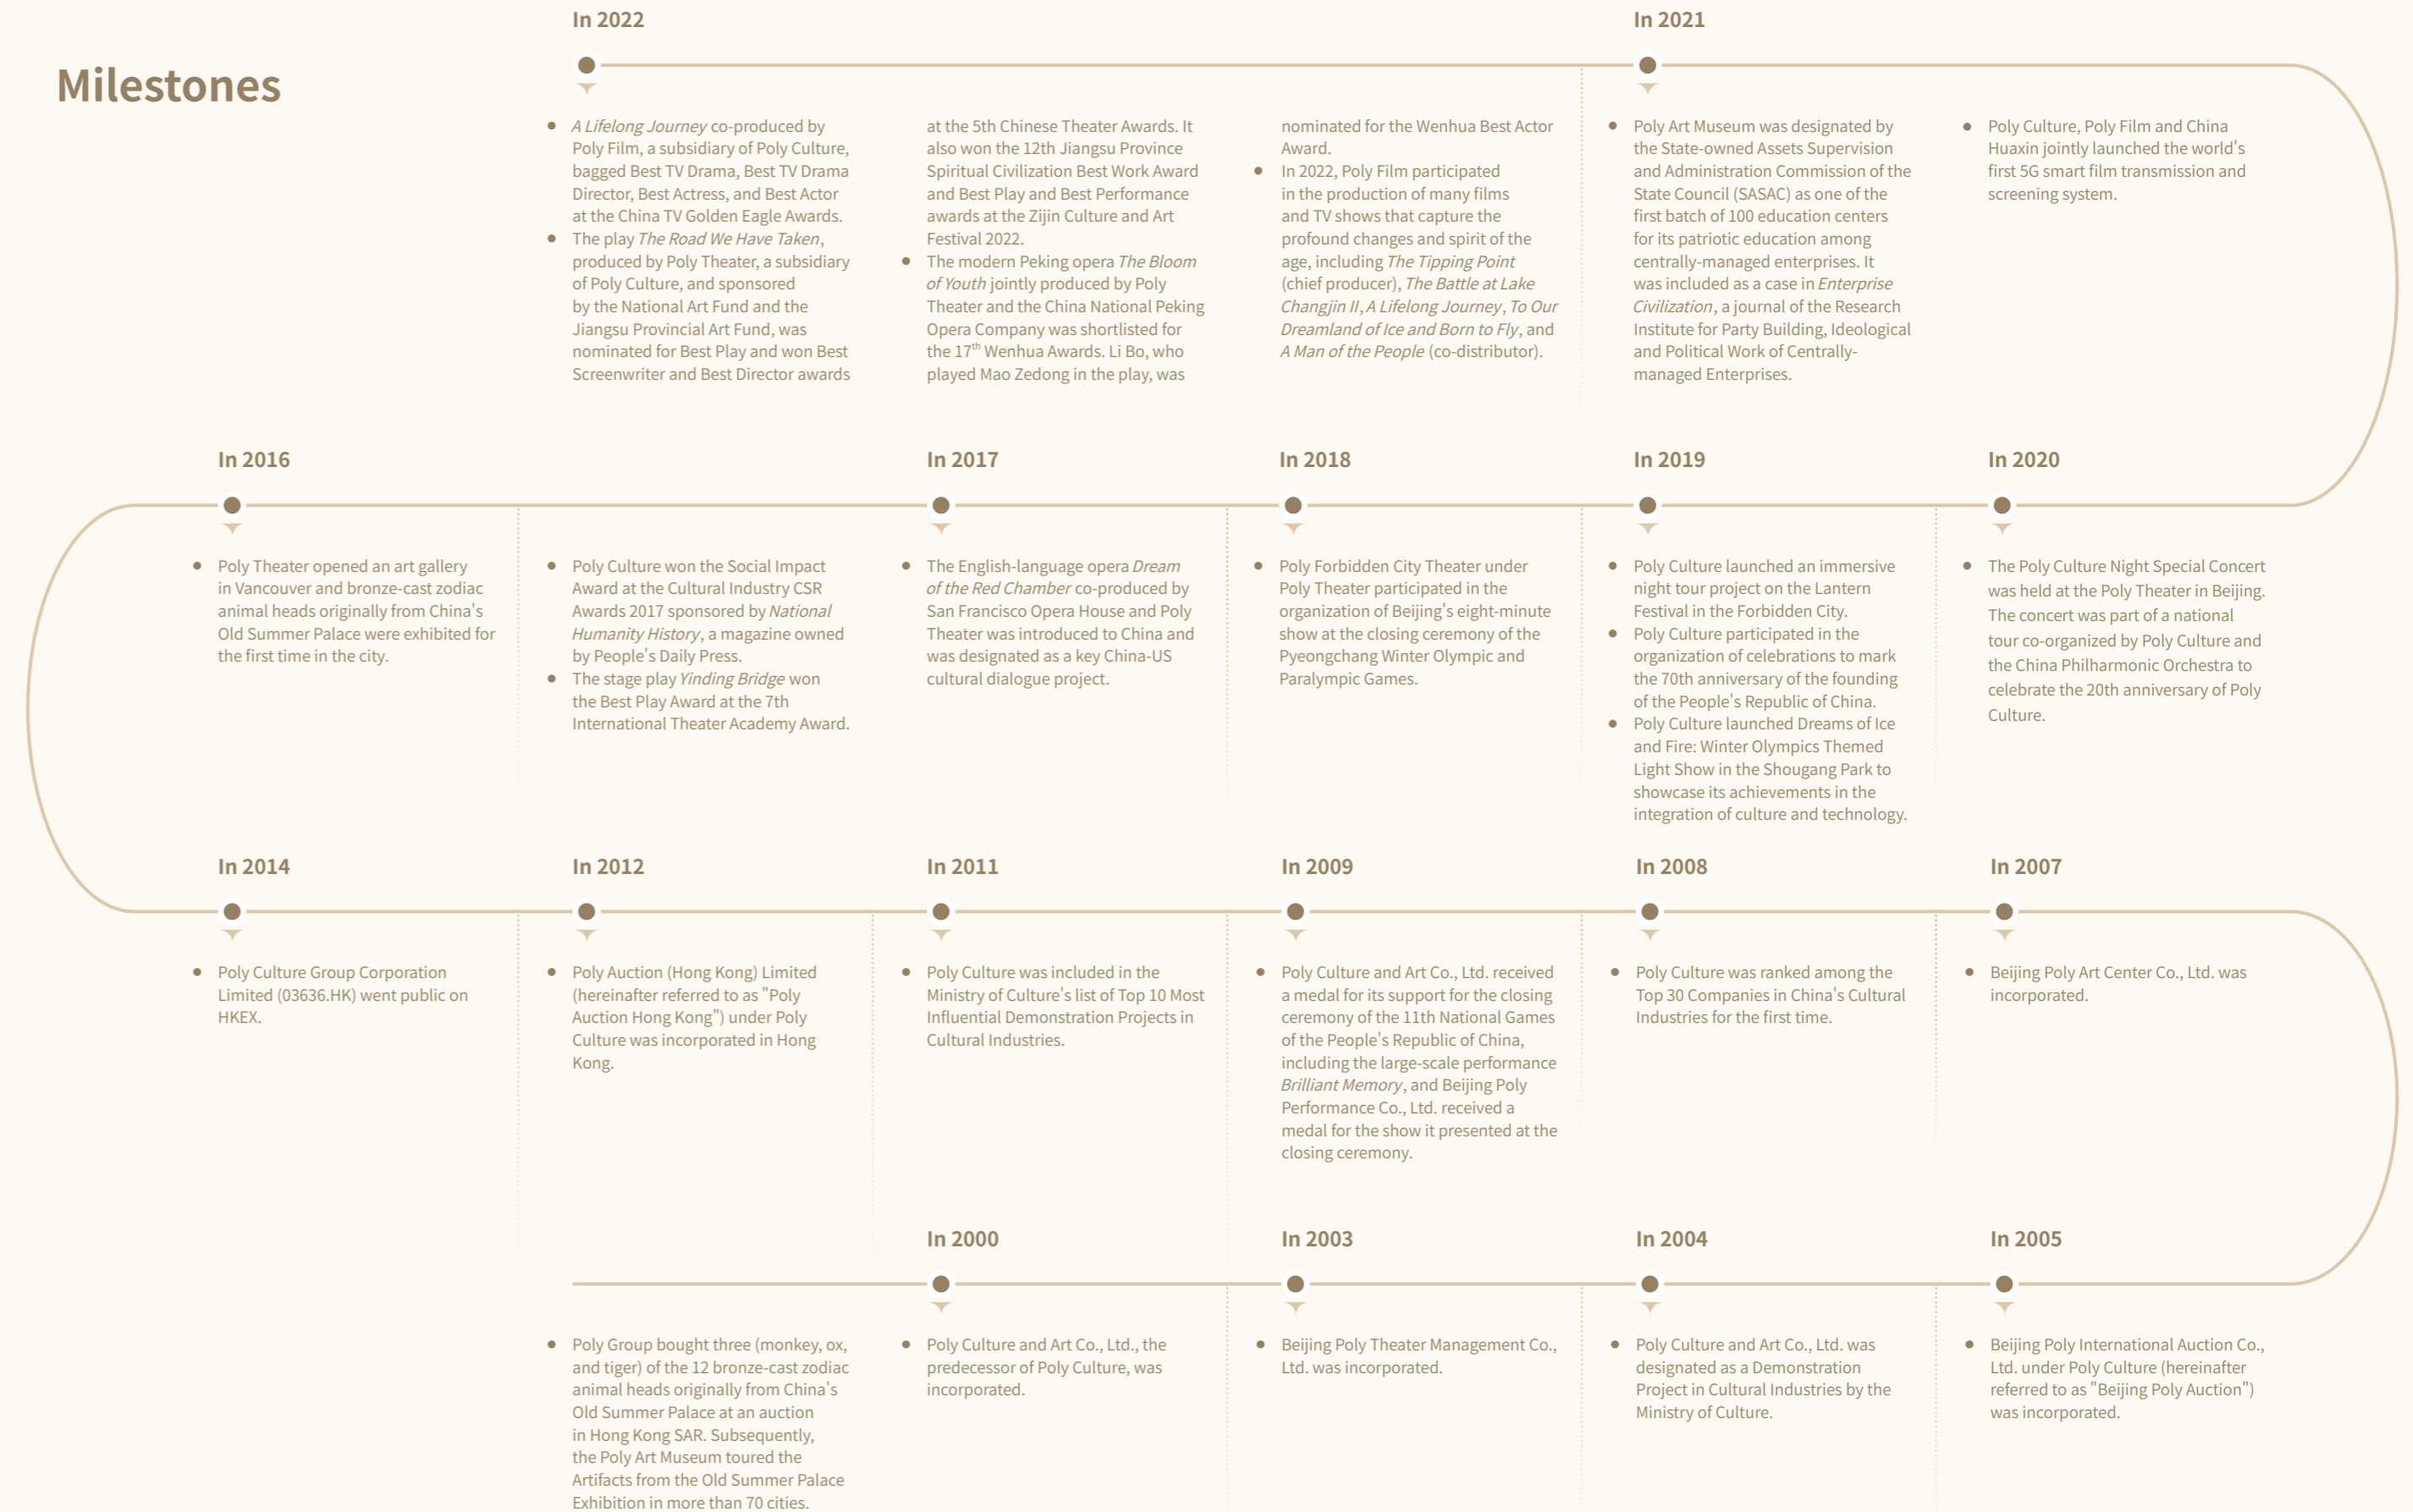 Milestones
In 2022
A Lifelong Journey co-produced by
Poly Film, a subsidiary of Poly Culture,
bagged Best TV Drama, Best TV Drama
Director, Best Actress, and Best Actor
at the China TV Golden Eagle Awards.
The play The Road We Have Taken,
produced by Poly Theater, a subsidiary
of Poly Culture, and sponsored
by the National Art Fund and the
Jiangsu Provincial Art Fund, was
nominated for Best Play and won Best
Screenwriter and Best Director awards
at the 5th Chinese Theater Awards. It
also won the 12th Jiangsu Province
Spiritual Civilization Best Work Award
and Best Play and Best Performance
awards at the Zijin Culture and Art
Festival 2022.
The modern Peking opera The Bloom
of Youth jointly produced by Poly
Theater and the China National Peking
Opera Company was shortlisted for
the 17th Wenhua Awards. Li Bo, who
played Mao Zedong in the play, was
nominated for the Wenhua Best Actor
Award.
In 2022, Poly Film participated
in the production of many films
and TV shows that capture the
profound changes and spirit of the
age, including The Tipping Point
(chief producer), The Battle at Lake
Changjin II, A Lifelong Journey, To Our
Dreamland of Ice and Born to Fly, and
A Man of the People (co-distributor).
In 2021
Poly Art Museum was designated by
the State-owned Assets Supervision
and Administration Commission of the
State Council (SASAC) as one of the
first batch of 100 education centers
for its patriotic education among
centrally-managed enterprises. It
was included as a case in Enterprise
Civilization, a journal of the Research
Institute for Party Building, Ideological
and Political Work of Centrally-
managed Enterprises.
Poly Culture, Poly Film and China
Huaxin jointly launched the world's
first 5G smart film transmission and
screening system.
In 2016
Poly Theater opened an art gallery
in Vancouver and bronze-cast zodiac
animal heads originally from China's
Old Summer Palace were exhibited for
the first time in the city.
Poly Culture won the Social Impact
Award at the Cultural Industry CSR
Awards 2017 sponsored by National
Humanity History, a magazine owned
by People's Daily Press.
The stage play Yinding Bridge won
the Best Play Award at the 7th
International Theater Academy Award.
In 2017
The English-language opera Dream
of the Red Chamber co-produced by
San Francisco Opera House and Poly
Theater was introduced to China and
was designated as a key China-US
cultural dialogue project.
In 2018
Poly Forbidden City Theater under
Poly Theater participated in the
organization of Beijing's eight-minute
show at the closing ceremony of the
Pyeongchang Winter Olympic and
Paralympic Games.
In 2019
Poly Culture launched an immersive
night tour project on the Lantern
Festival in the Forbidden City.
Poly Culture participated in the
organization of celebrations to mark
the 70th anniversary of the founding
of the People's Republic of China.
Poly Culture launched Dreams of Ice
and Fire: Winter Olympics Themed
Light Show in the Shougang Park to
showcase its achievements in the
integration of culture and technology.
In 2020
The Poly Culture Night Special Concert
was held at the Poly Theater in Beijing.
The concert was part of a national
tour co-organized by Poly Culture and
the China Philharmonic Orchestra to
celebrate the 20th anniversary of Poly
Culture.
In 2014
Poly Culture Group Corporation
Limited (03636.HK) went public on
HKEX.
In 2012
Poly Auction (Hong Kong) Limited
(hereinafter referred to as "Poly
Auction Hong Kong") under Poly
Culture was incorporated in Hong
Kong.
In 2011
Poly Culture was included in the
Ministry of Culture's list of Top 10 Most
Influential Demonstration Projects in
Cultural Industries.
In 2009
Poly Culture and Art Co., Ltd. received
a medal for its support for the closing
ceremony of the 11th National Games
of the People's Republic of China,
including the large-scale performance
Brilliant Memory, and Beijing Poly
Performance Co., Ltd. received a
medal for the show it presented at the
closing ceremony.
In 2008
Poly Culture was ranked among the
Top 30 Companies in China's Cultural
Industries for the first time.
In 2007
Beijing Poly Art Center Co., Ltd. was
incorporated.
Poly Group bought three (monkey, ox,
and tiger) of the 12 bronze-cast zodiac
animal heads originally from China's
Old Summer Palace at an auction
in Hong Kong SAR. Subsequently,
the Poly Art Museum toured the
Artifacts from the Old Summer Palace
Exhibition in more than 70 cities.
In 2000
Poly Culture and Art Co., Ltd., the
predecessor of Poly Culture, was
incorporated.
In 2003
Beijing Poly Theater Management Co.,
Ltd. was incorporated.
In 2004
Poly Culture and Art Co., Ltd. was
designated as a Demonstration
Project in Cultural Industries by the
Ministry of Culture.
In 2005
Beijing Poly International Auction Co.,
Ltd. under Poly Culture (hereinafter
referred to as "Beijing Poly Auction")
was incorporated.